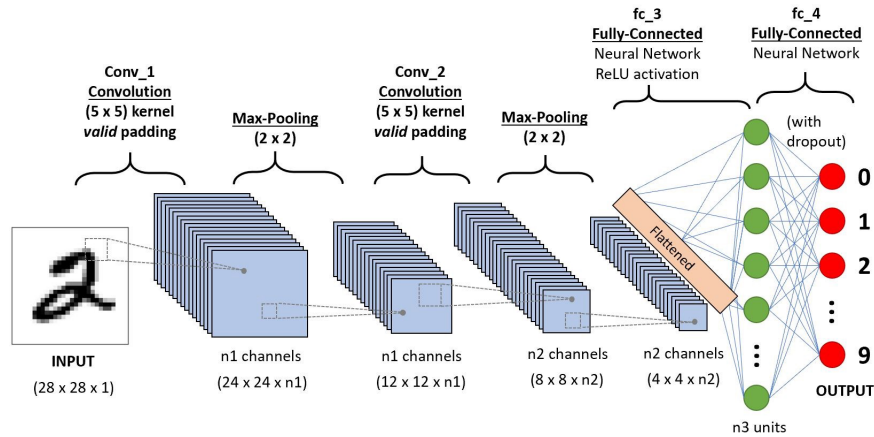 fc_3
Fully-Connected
Neural Network
ReLU activation
fc_4
Fully-Connected
Neural Network
Conv_1
Convolution
(5 x 5) kernel
valid padding
Max-Pooling
(2 x 2)
Conv_2
Convolution
(5 x 5) kernel
valid padding
Max-Pooling
(2 x 2)
(with
dropout)
0
1
2
9
Flattened
INPUT
(28 x 28 x 1)
n1 channels
(24 x 24 x n1)
n1 channels
(12 x 12 x n1)
n2 channels
(8 x 8 x n2)
n2 channels
(4 x 4 x n2)
OUTPUT
n3 units